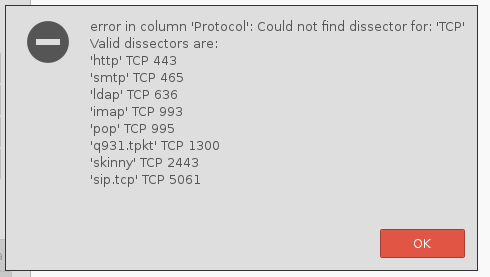 error in column 'Protocol': Could not find dissector for: 'TCP'
Valid dissectors are:
'http' TCP 443
'smtp' TCP 465
'ldap' TCP 636
'imap' TCP 993
'pop' TCP 995
'q931.tpkt' TCP 1300
'skinny' TCP 2443
'sip.tcp' TCP 5061
OK